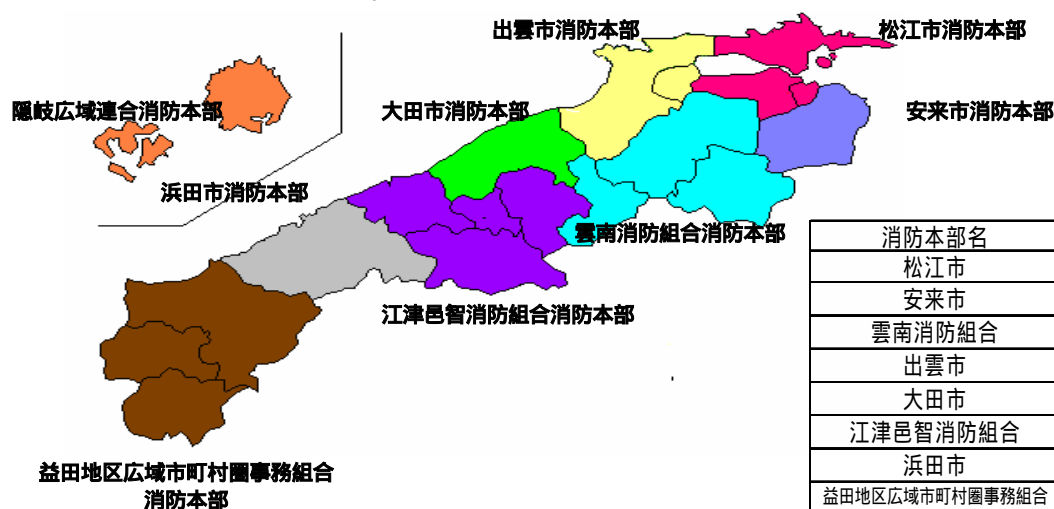 出雲市消防本部
松江市消防本部
隠岐広域連合消防本部
大田市消防本部
安来市消防本部
浜田市消防本部
雲南消防組合消防本部
江津邑智消防組合消防本部
益田地区広域市町村圏事務組合
消防本部
消防本部名
松江市
安来市
雲南消防組合
出雲市
大田市
江津邑智消防組合
浜田市
益田地区広域市町村圏事務組合